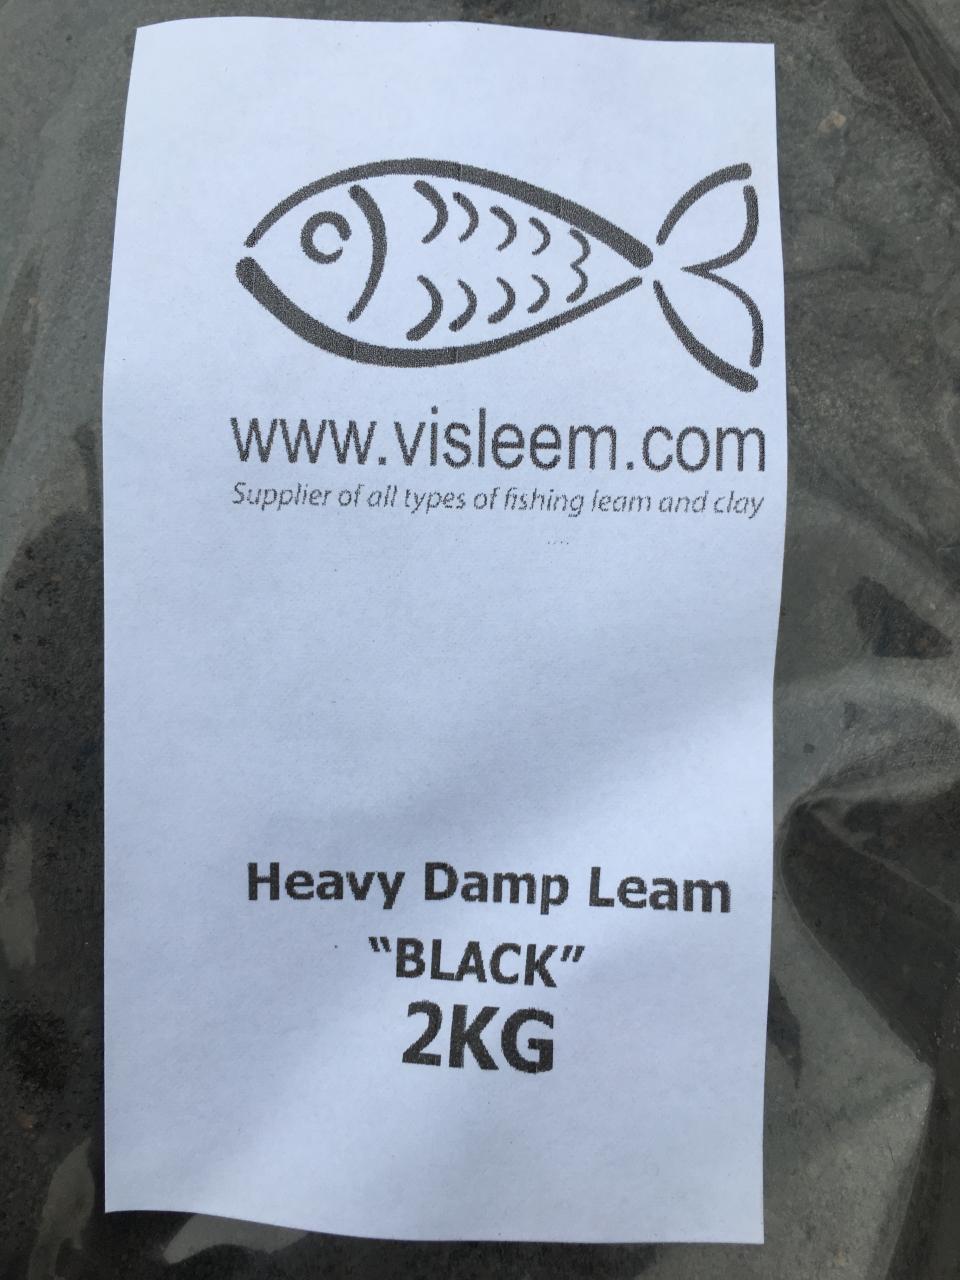 www.visleem.com
Supplier of all types of fishing leam and clay
Heavy Damp Leam
“BLACK”
2KG